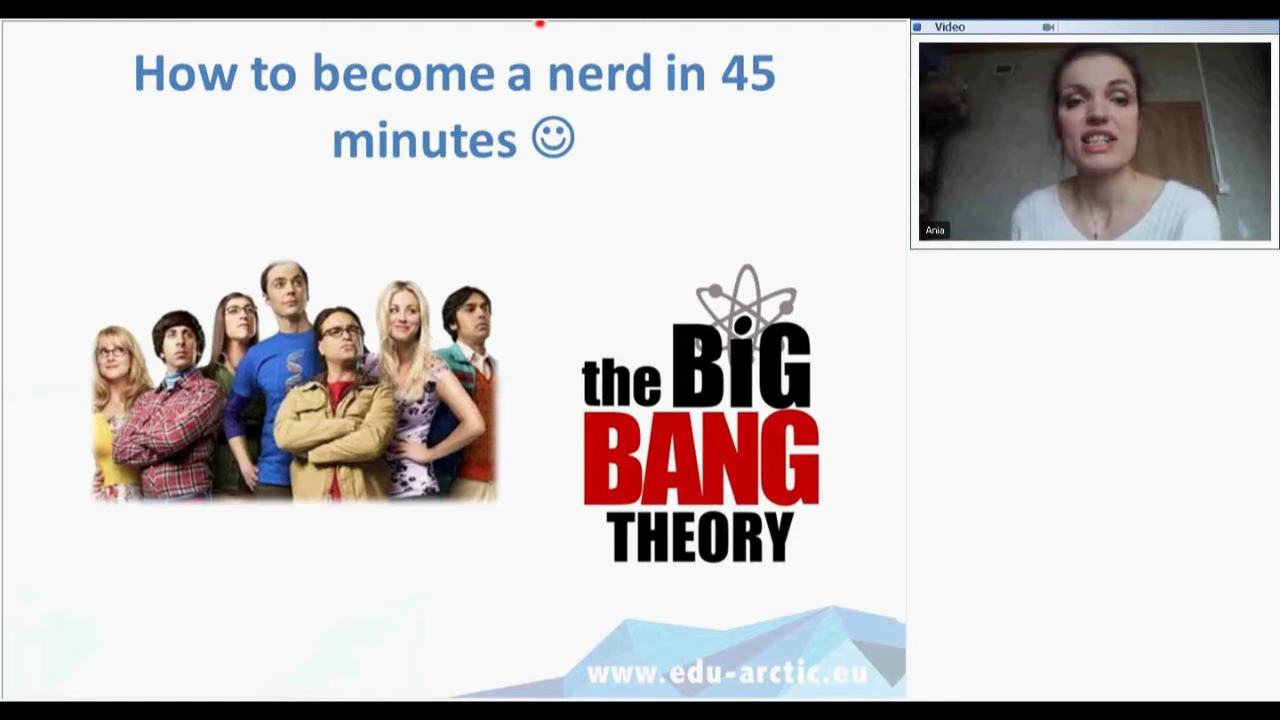 How to become a nerd in 45
minutes ☺
the BiG
BANG
THEORY
www.edu-arctic.eu
Video
Ania